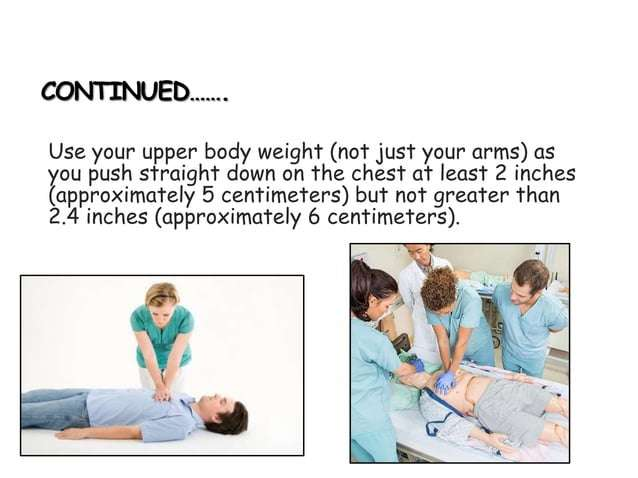 CONTINUED…….
Use your upper body weight (not just your arms) as
you push straight down on the chest at least 2 inches
(approximately 5 centimeters) but not greater than
2.4 inches (approximately 6 centimeters).